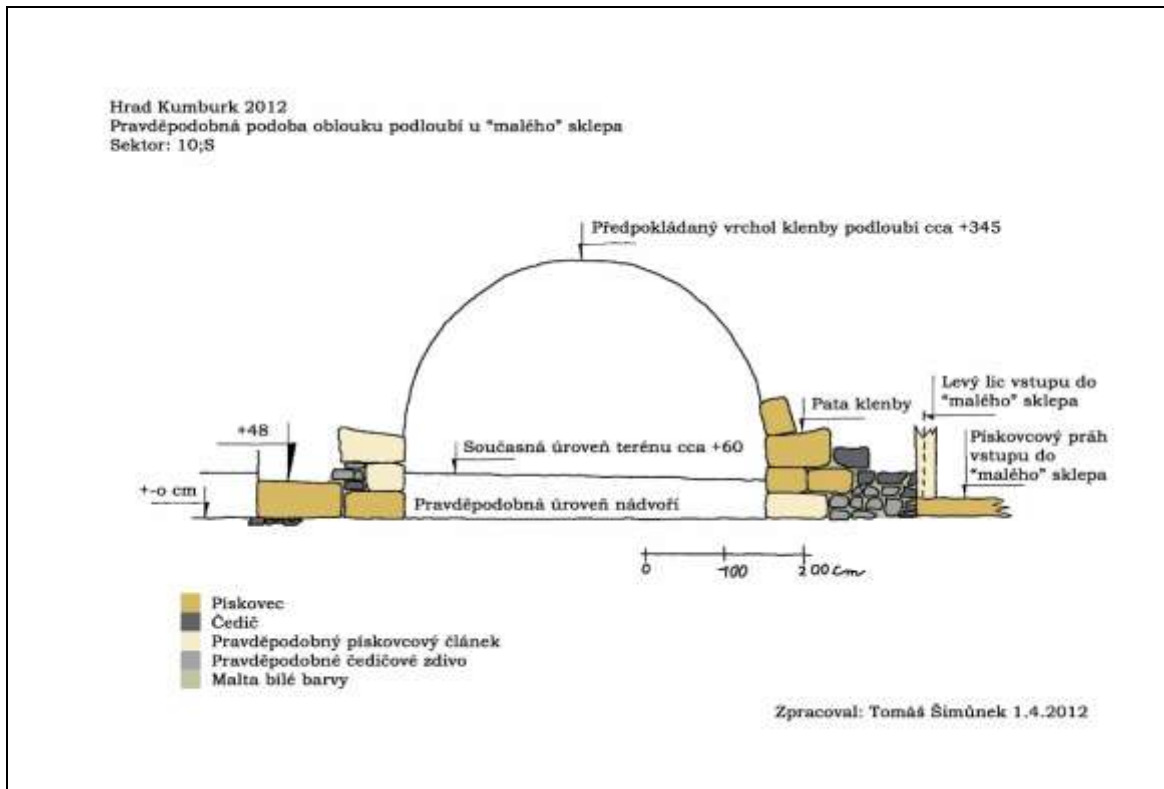 Hrad Kumburk 2012
Pravděpodobná podoba oblouku podloubí u "malého" sklepa
Sektor: 10;S
Předpokládaný vrchol klenby podloubí cca +345
Levý líc vstupu do
"malého" sklepa
Pata klenby
+48
Současná úroveň terénu cca +60
Pískovcový práh
vstupu do
"malého" sklepa
+-0 cm
Pravděpodobná úroveň nádvoří
0 100 200 cm
Pískovec
Čedič
Pravděpodobný pískovcový článek
Pravděpodobné čedičové zdivo
Malta bílé barvy
Zpracoval: Tomáš Šimůnek 1.4.2012